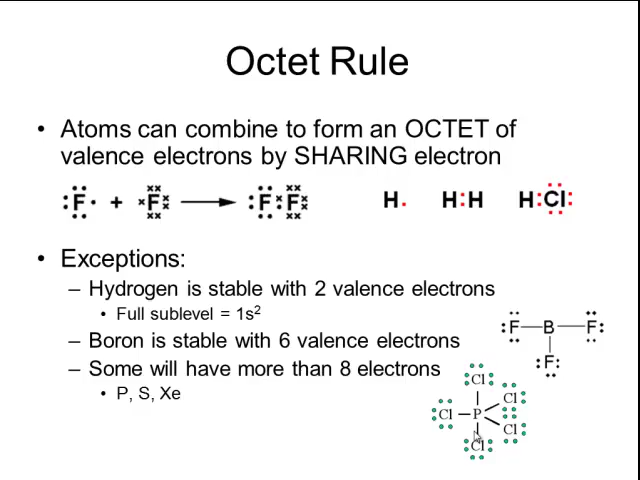 Octet Rule
• Atoms can combine to form an OCTET of
valence electrons by SHARING electron
:F· + ×F: → :F×F: H. H:H H:Cl:
• Exceptions:
– Hydrogen is stable with 2 valence electrons
• Full sublevel = 1s²
– Boron is stable with 6 valence electrons
– Some will have more than 8 electrons
• P, S, Xe
:F—B—F:
:F:
:Cl:
Cl:
:Cl—P
Cl:
:Cl: